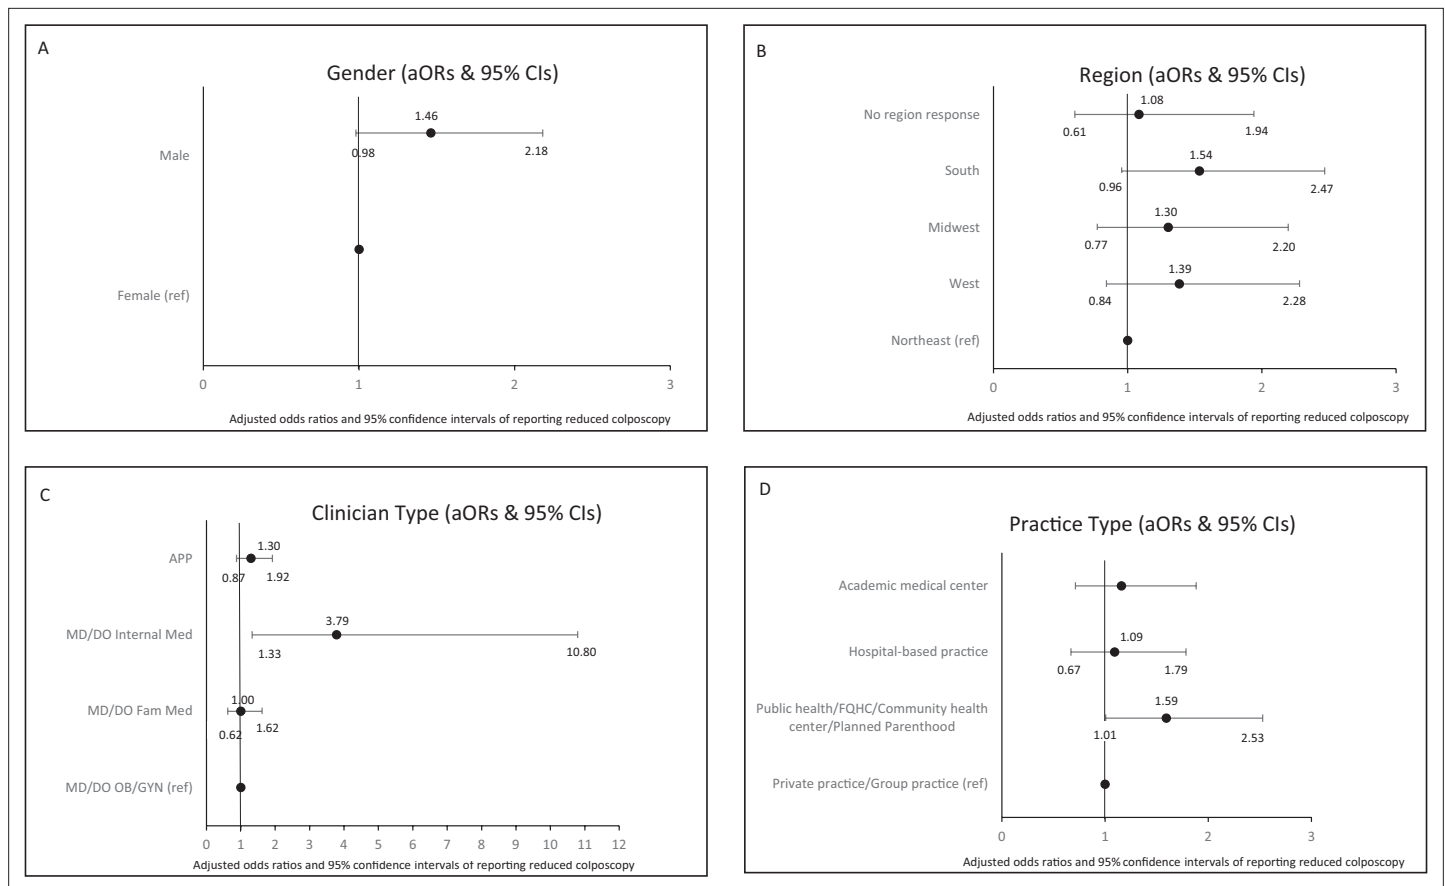 A
Gender (aORs & 95% CIs)
1.46
Male
0.98
2.18
Female (ref)
0 1 2 3
Adjusted odds ratios and 95% confidence intervals of reporting reduced colposcopy
B
Region (aORs & 95% CIs)
No region response
1.08
0.61
1.94
South
1.54
0.96
2.47
Midwest
1.30
0.77
2.20
West
1.39
0.84
2.28
Northeast (ref)
0 1 2 3
Adjusted odds ratios and 95% confidence intervals of reporting reduced colposcopy
C
Clinician Type (aORs & 95% CIs)
APP
1.30
0.87
1.92
MD/DO Internal Med
3.79
1.33
10.80
MD/DO Fam Med
1.00
0.62
1.62
MD/DO OB/GYN (ref)
0 1 2 3 4 5 6 7 8 9 10 11 12
Adjusted odds ratios and 95% confidence intervals of reporting reduced colposcopy
D
Practice Type (aORs & 95% CIs)
Academic medical center
Hospital-based practice
1.09
0.67
1.79
Public health/FQHC/Community health
center/Planned Parenthood
1.59
1.01
2.53
Private practice/Group practice (ref)
0 1 2 3
Adjusted odds ratios and 95% confidence intervals of reporting reduced colposcopy